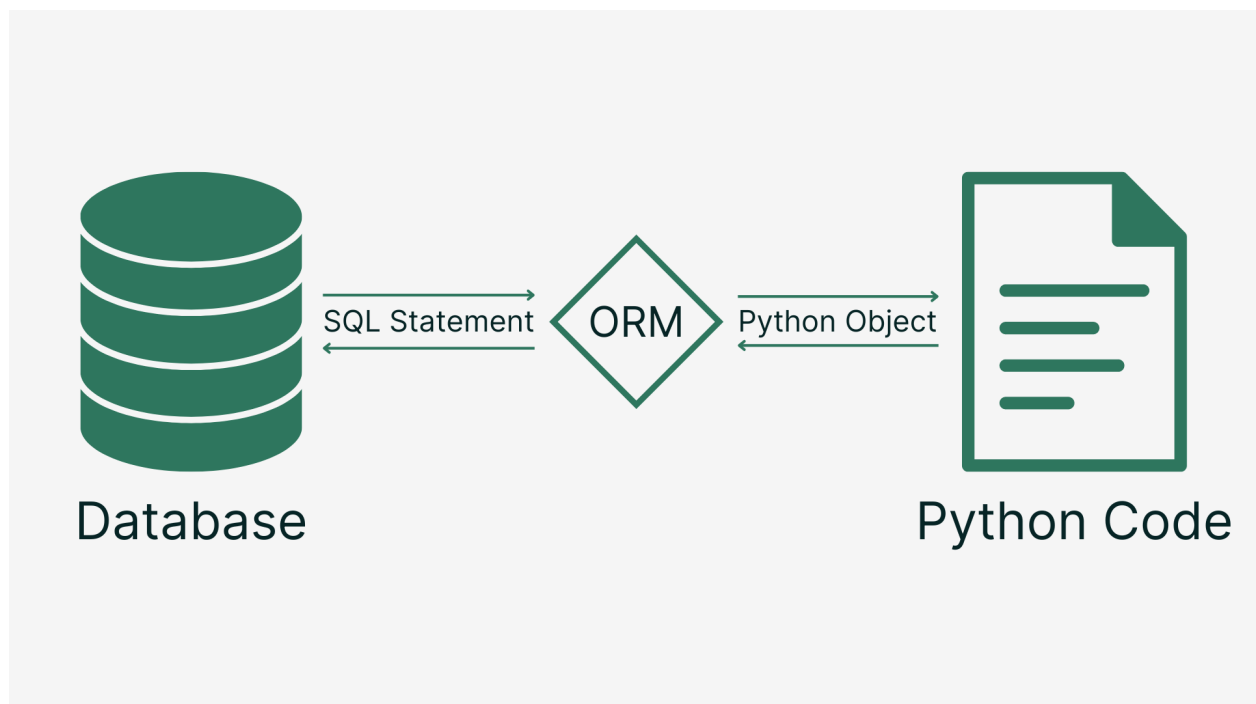 SQL Statement
ORM
Python Object
Database
Python Code